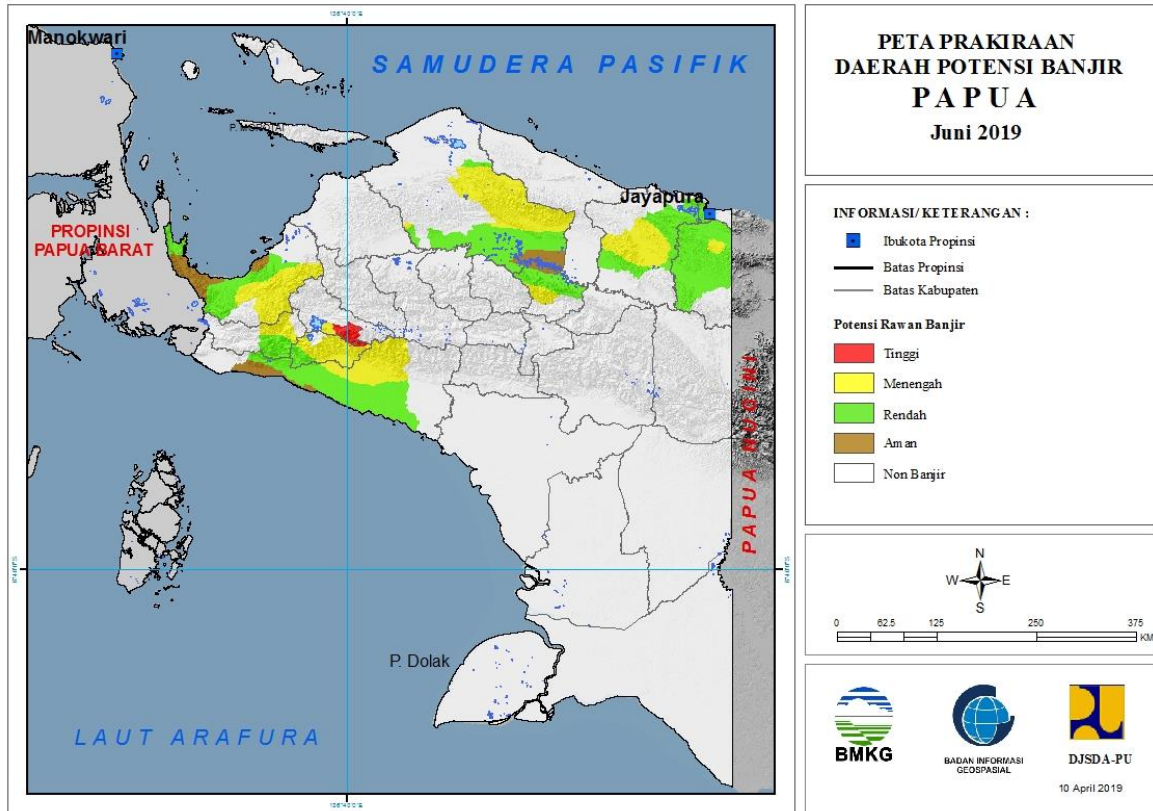 Manokwari
SAMUDERA PASIFIK
Jayapura
PROPINSI
PAPUA BARAT
PAPUA NUGINI
P. Dolak
LAUT ARAFURA
PETA PRAKIRAAN
DAERAH POTENSI BANJIR
PAPUA
Juni 2019
INFORMASI/ KETERANGAN :
Ibukota Propinsi
Batas Propinsi
Batas Kabupaten
Potensi Rawan Banjir
Tinggi
Menengah
Rendah
Aman
Non Banjir
N
W E
S
0 62.5 125 250 375
KM
BMKG
BADAN INFORMASI
GEOSPASIAL
DJSDA-PU
10 April 2019